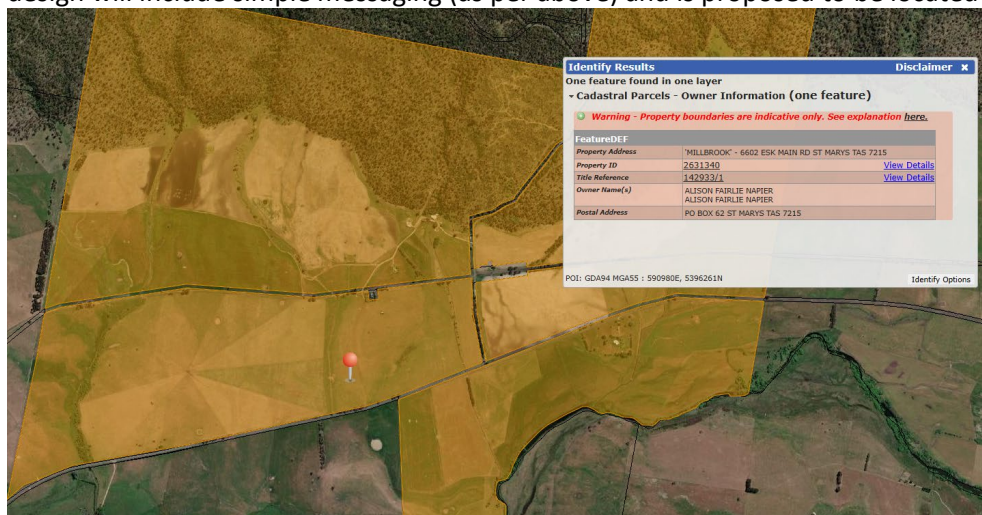 design will include simple messaging (as per above) and is proposed to be located
Identify Results Disclaimer ×
One feature found in one layer
Cadastral Parcels - Owner Information (one feature)
Warning - Property boundaries are indicative only. See explanation here.
FeatureDEF
Property Address 'MILLBROOK' - 6602 ESK MAIN RD ST MARYS TAS 7215
Property ID 2631340 View Details
Title Reference 142933/1 View Details
Owner Name(s) ALISON FAIRLIE NAPIER
ALISON FAIRLIE NAPIER
Postal Address PO BOX 62 ST MARYS TAS 7215
POI: GDA94 MGA55 : 590980E, 5396261N Identify Options